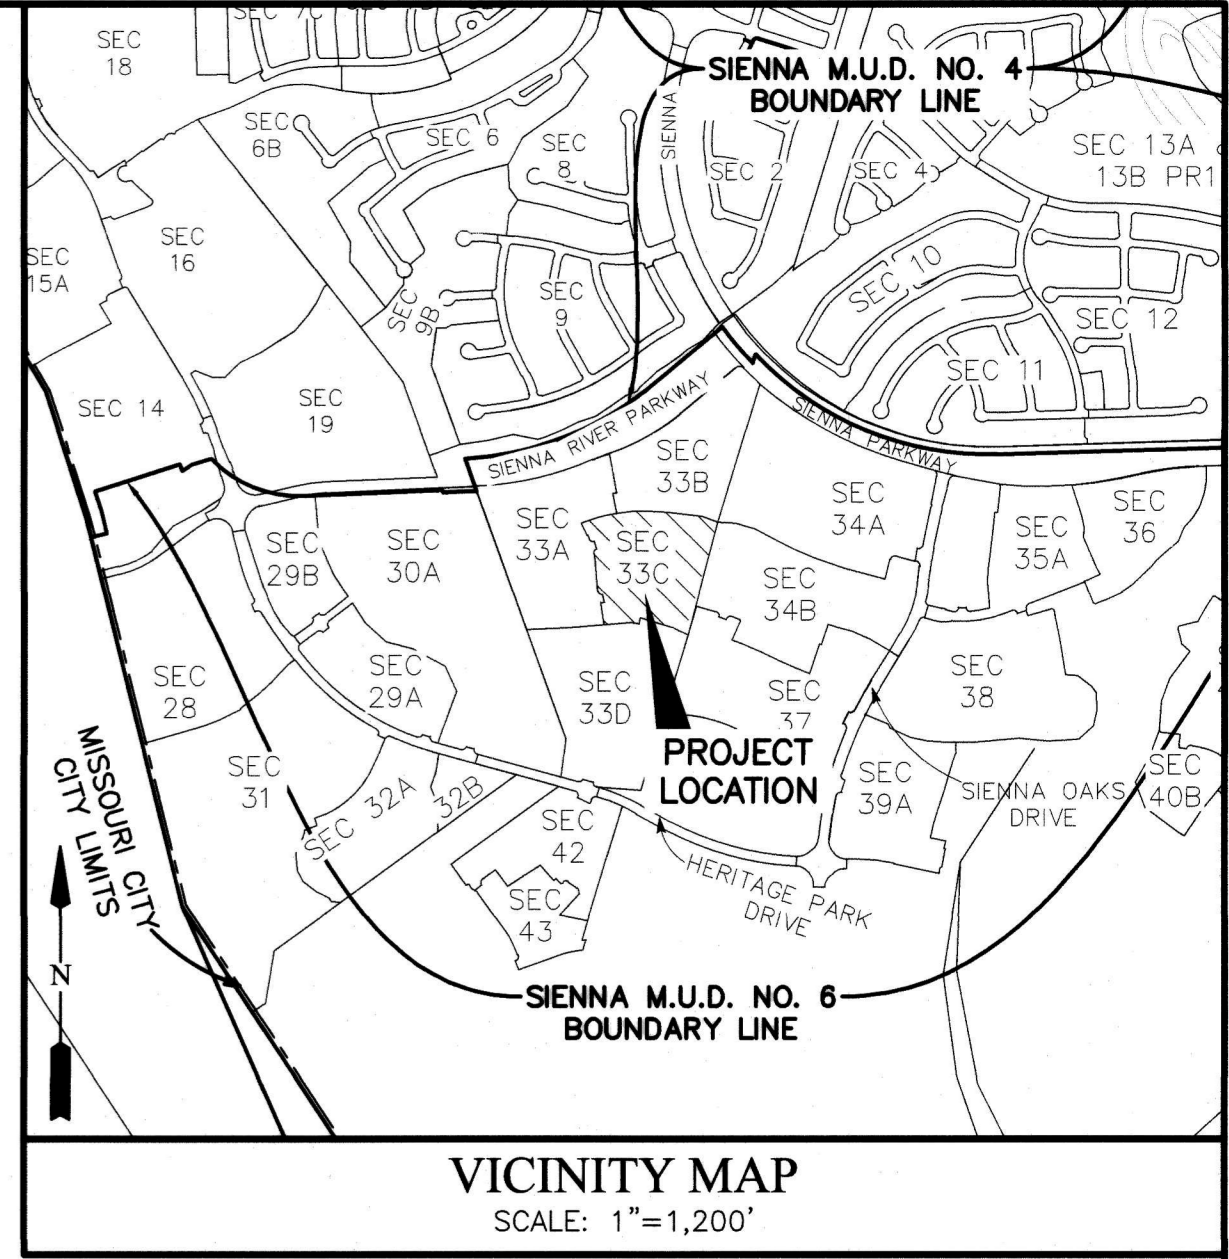 SEC
18
SIENNA M.U.D. NO. 4
BOUNDARY LINE
SEC
6B
SEC 6
SEC
8
SIENNA
SEC 2
SEC 4
SEC 13A
13B PR1
SEC
15A
SEC
16
SEC
9B
SEC
9
SEC 10
SEC 12
SEC 11
SEC 14
SEC
19
SIENNA RIVER PARKWAY
SIENNA PARKWAY
SEC
33B
SEC
29B
SEC
30A
SEC
33A
SEC
33C
SEC
34A
SEC
35A
SEC
36
SEC
34B
SEC
28
SEC
29A
SEC
33D
SEC
37
SEC
38
PROJECT
LOCATION
MISSOURI CITY
CITY LIMITS
SEC
31
SEC 32A
32B
SEC
39A
SIENNA OAKS
DRIVE
SEC
40B
SEC
42
SEC
43
HERITAGE PARK
DRIVE
N
SIENNA M.U.D. NO. 6
BOUNDARY LINE
VICINITY MAP
SCALE: 1"=1,200'